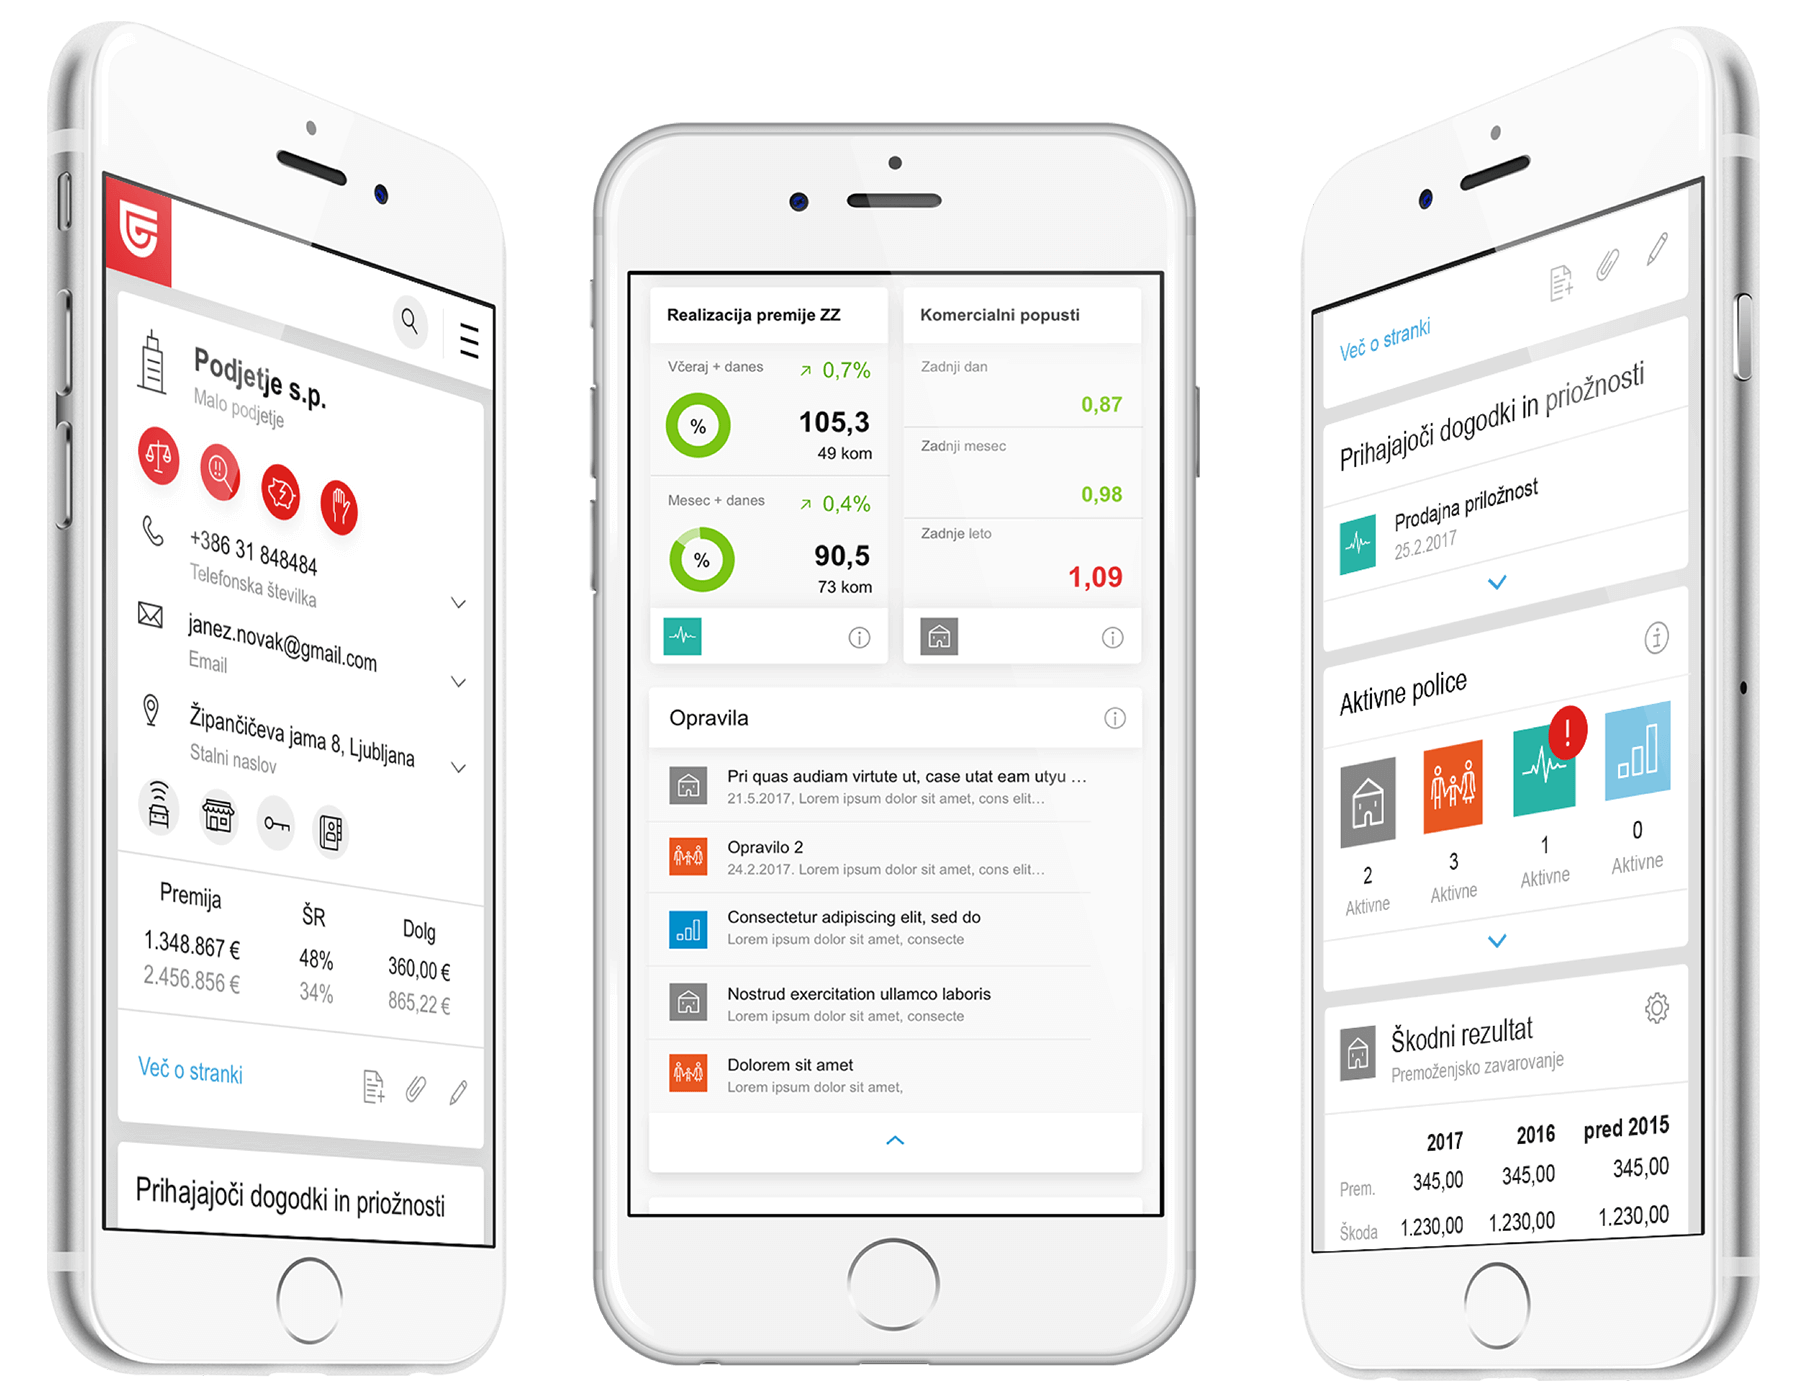 Podjetje s.p.
Malo podjetje
+386 31 848484
Telefonska številka
janez.novak@gmail.com
Email
Župančičeva jama 8, Ljubljana
Stalni naslov
Premija ŠR Dolg
1.348.867 € 48% 360,00 €
2.456.856 € 34% 865,22 €
Več o stranki
Prihajajoči dogodki in priožnosti
Realizacija premije ZZ
Včeraj + danes 0,7%
% 105,3
49 kom
Mesec + danes 0,4%
% 90,5
73 kom
Komercialni popusti
Zadnji dan
0,87
Zadnji mesec
0,98
Zadnje leto
1,09
Opravila
Pri quas audiam virtute ut, case utat eam utyu ...
21.5.2017, Lorem ipsum dolor sit amet, cons elit...
Opravilo 2
24.2.2017. Lorem ipsum dolor sit amet, cons elit...
Consectetur adipiscing elit, sed do
Lorem ipsum dolor sit amet, consecte
Nostrud exercitation ullamco laboris
Lorem ipsum dolor sit amet, consecte
Dolorem sit amet
Lorem ipsum dolor sit amet,
Več o stranki
Prihajajoči dogodki in priožnosti
Prodajna priložnost
25.2.2017
Aktivne police
!
2 3 1 0
Aktivne Aktivne Aktivne Aktivne
Škodni rezultat
Premoženjsko zavarovanje
2017 2016 pred 2015
Prem. 345,00 345,00 345,00
Škoda 1.230,00 1.230,00 1.230,00